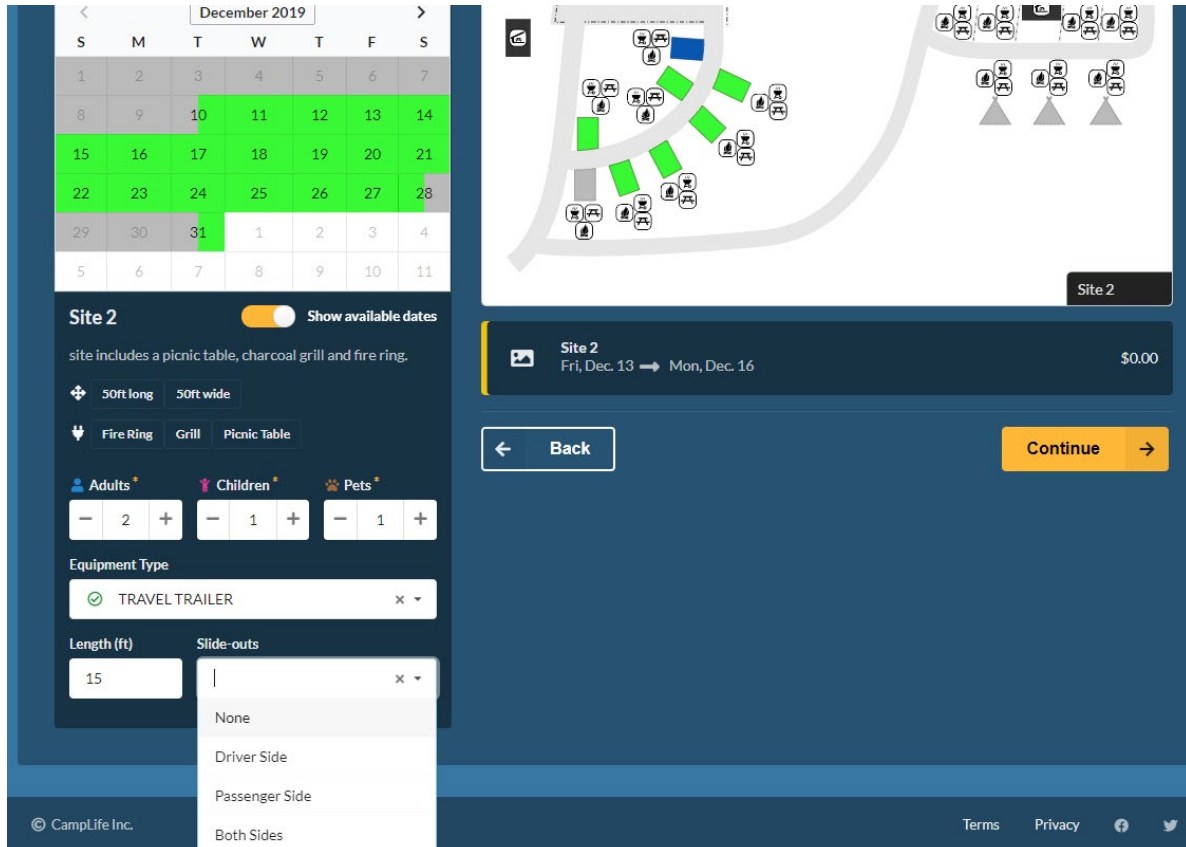 December 2019
S M T W T F S
1 2 3 4 5 6 7
8 9 10 11 12 13 14
15 16 17 18 19 20 21
22 23 24 25 26 27 28
29 30 31 1 2 3 4
5 6 7 8 9 10 11
Site 2 Show available dates
site includes a picnic table, charcoal grill and fire ring.
50ft long 50ft wide
Fire Ring Grill Picnic Table
Adults* Children* Pets*
− 2 + − 1 + − 1 +
Equipment Type
TRAVEL TRAILER
Length (ft) Slide-outs
15
None
Driver Side
Passenger Side
Both Sides
Site 2
Site 2
Fri, Dec. 13 → Mon, Dec. 16 $0.00
← Back Continue →
© CampLife Inc. Terms Privacy